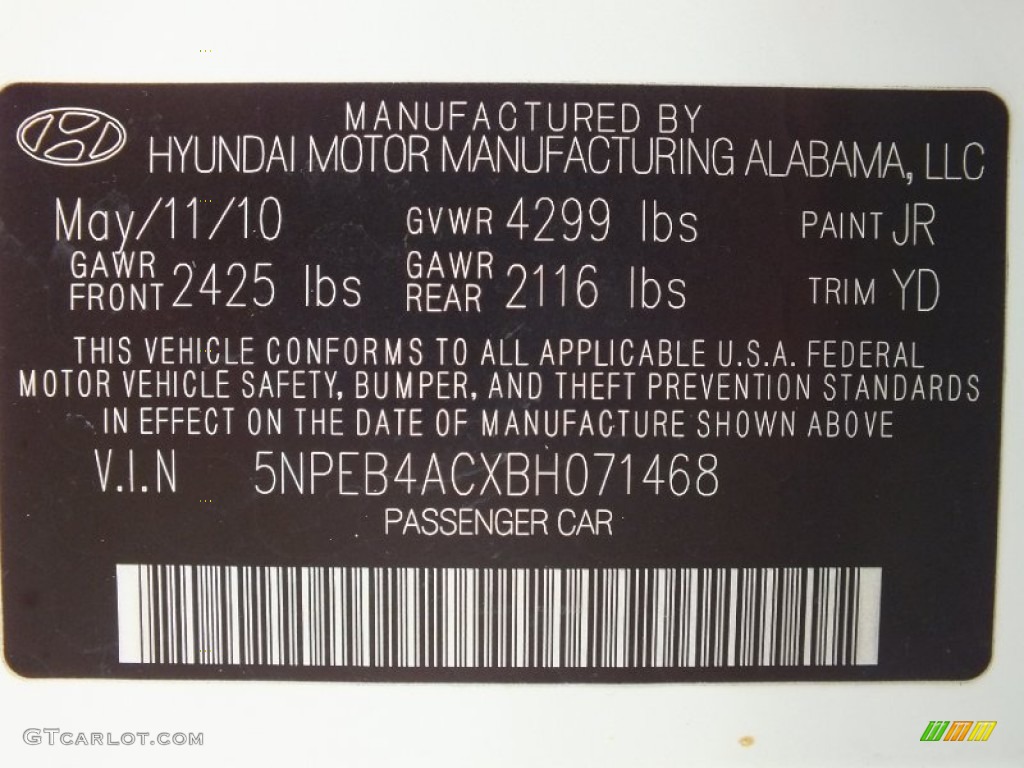 MANUFACTURED BY
HYUNDAI MOTOR MANUFACTURING ALABAMA, LLC
May/11/10 GVWR 4299 lbs PAINT JR
GAWR FRONT 2425 lbs GAWR REAR 2116 lbs TRIM YD
THIS VEHICLE CONFORMS TO ALL APPLICABLE U.S.A. FEDERAL
MOTOR VEHICLE SAFETY, BUMPER, AND THEFT PREVENTION STANDARDS
IN EFFECT ON THE DATE OF MANUFACTURE SHOWN ABOVE
V.I.N 5NPEB4ACXBH071468
PASSENGER CAR
GTCARLOT.COM